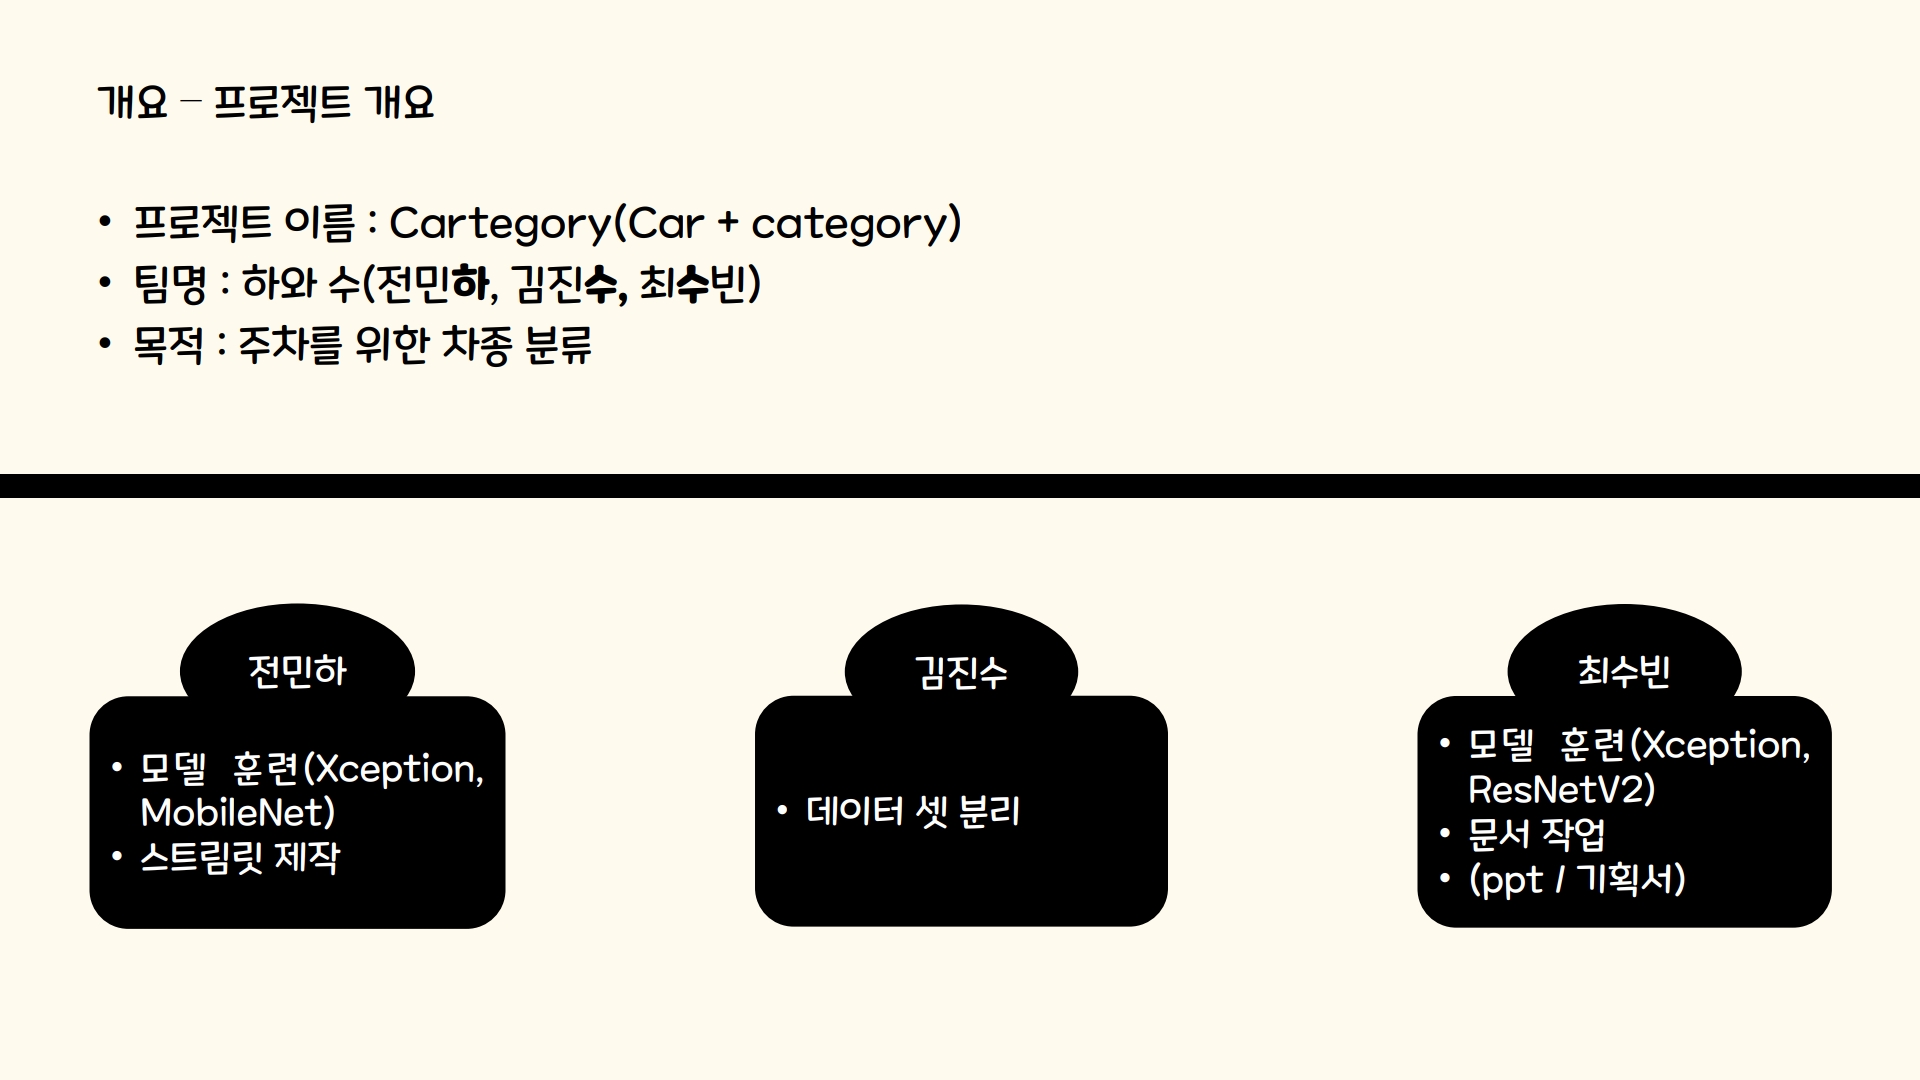 개요 – 프로젝트 개요
• 프로젝트 이름 : Cartegory(Car + category)
• 팀명 : 하와 수(전민하, 김진수, 최수빈)
• 목적 : 주차를 위한 차종 분류
전민하
• 모델 훈련(Xception,
MobileNet)
• 스트림릿 제작
김진수
• 데이터 셋 분리
최수빈
• 모델 훈련(Xception,
ResNetV2)
• 문서 작업
• (ppt / 기획서)